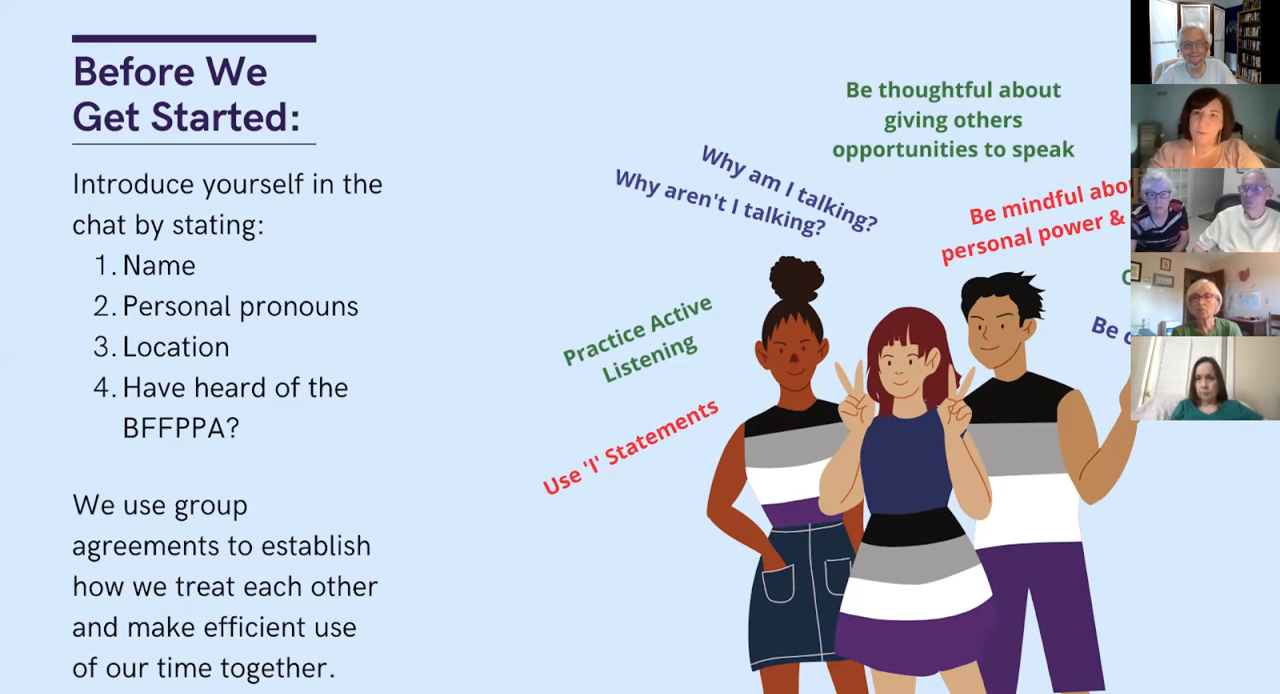 Before We
Get Started:
Introduce yourself in the
chat by stating:
1. Name
2. Personal pronouns
3. Location
4. Have heard of the
BFFPPA?
We use group
agreements to establish
how we treat each other
and make efficient use
of our time together.
Be thoughtful about
giving others
opportunities to speak
Why am I talking?
Why aren't I talking?
Be mindful
personal power &
Be
Practice Active
Listening
Use 'I' Statements